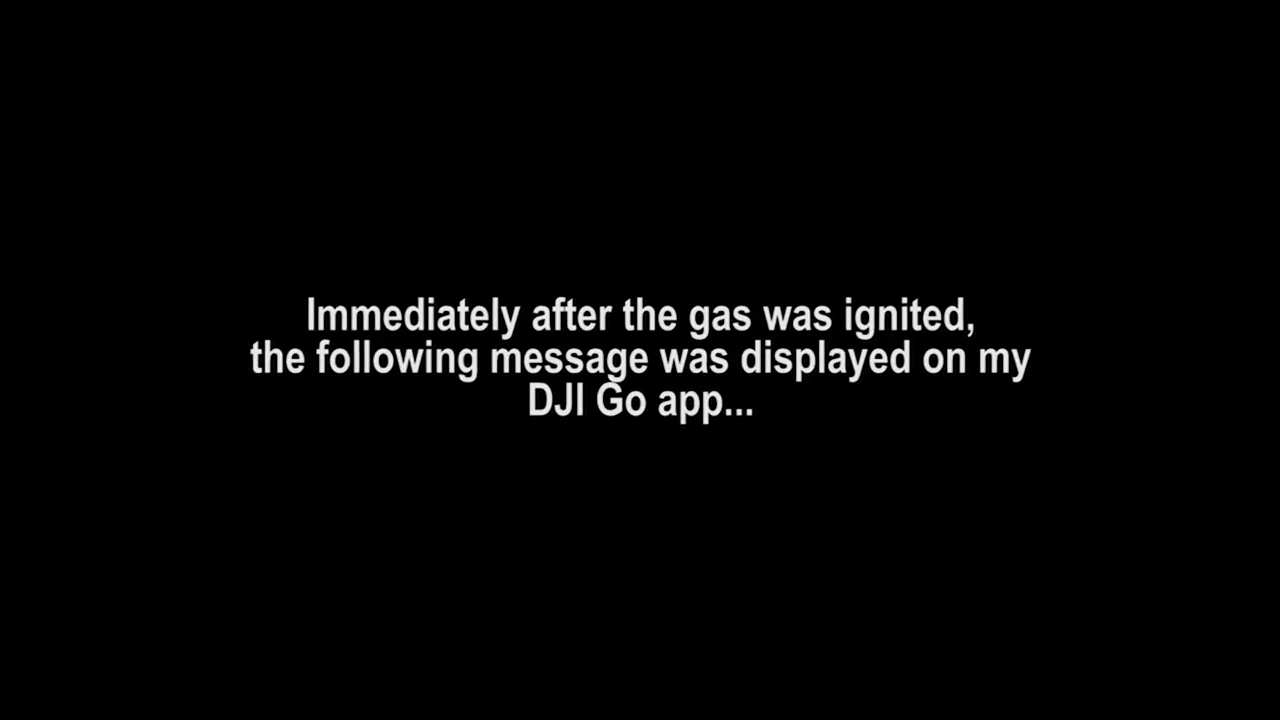 Immediately after the gas was ignited,
the following message was displayed on my
DJI Go app...